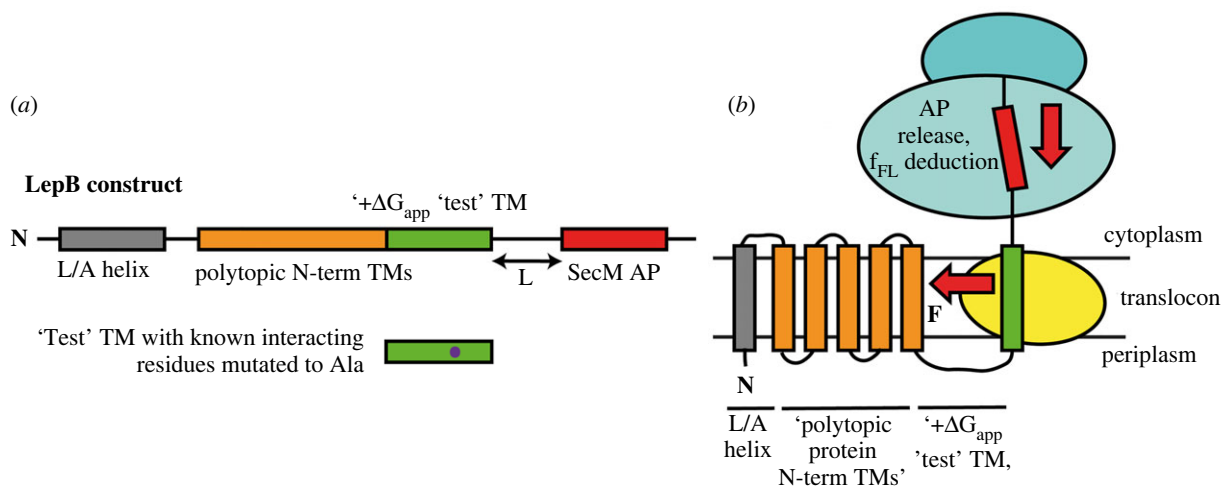 (a)
LepB construct
‘+ΔGapp ‘test’ TM
N
L/A helix
polytopic N-term TMs
L
SecM AP
‘Test’ TM with known interacting
residues mutated to Ala
(b)
AP
release,
fFL deduction
cytoplasm
translocon
periplasm
F
N
L/A
helix
‘polytopic
protein
N-term TMs’
‘+ΔGapp
’test’ TM,